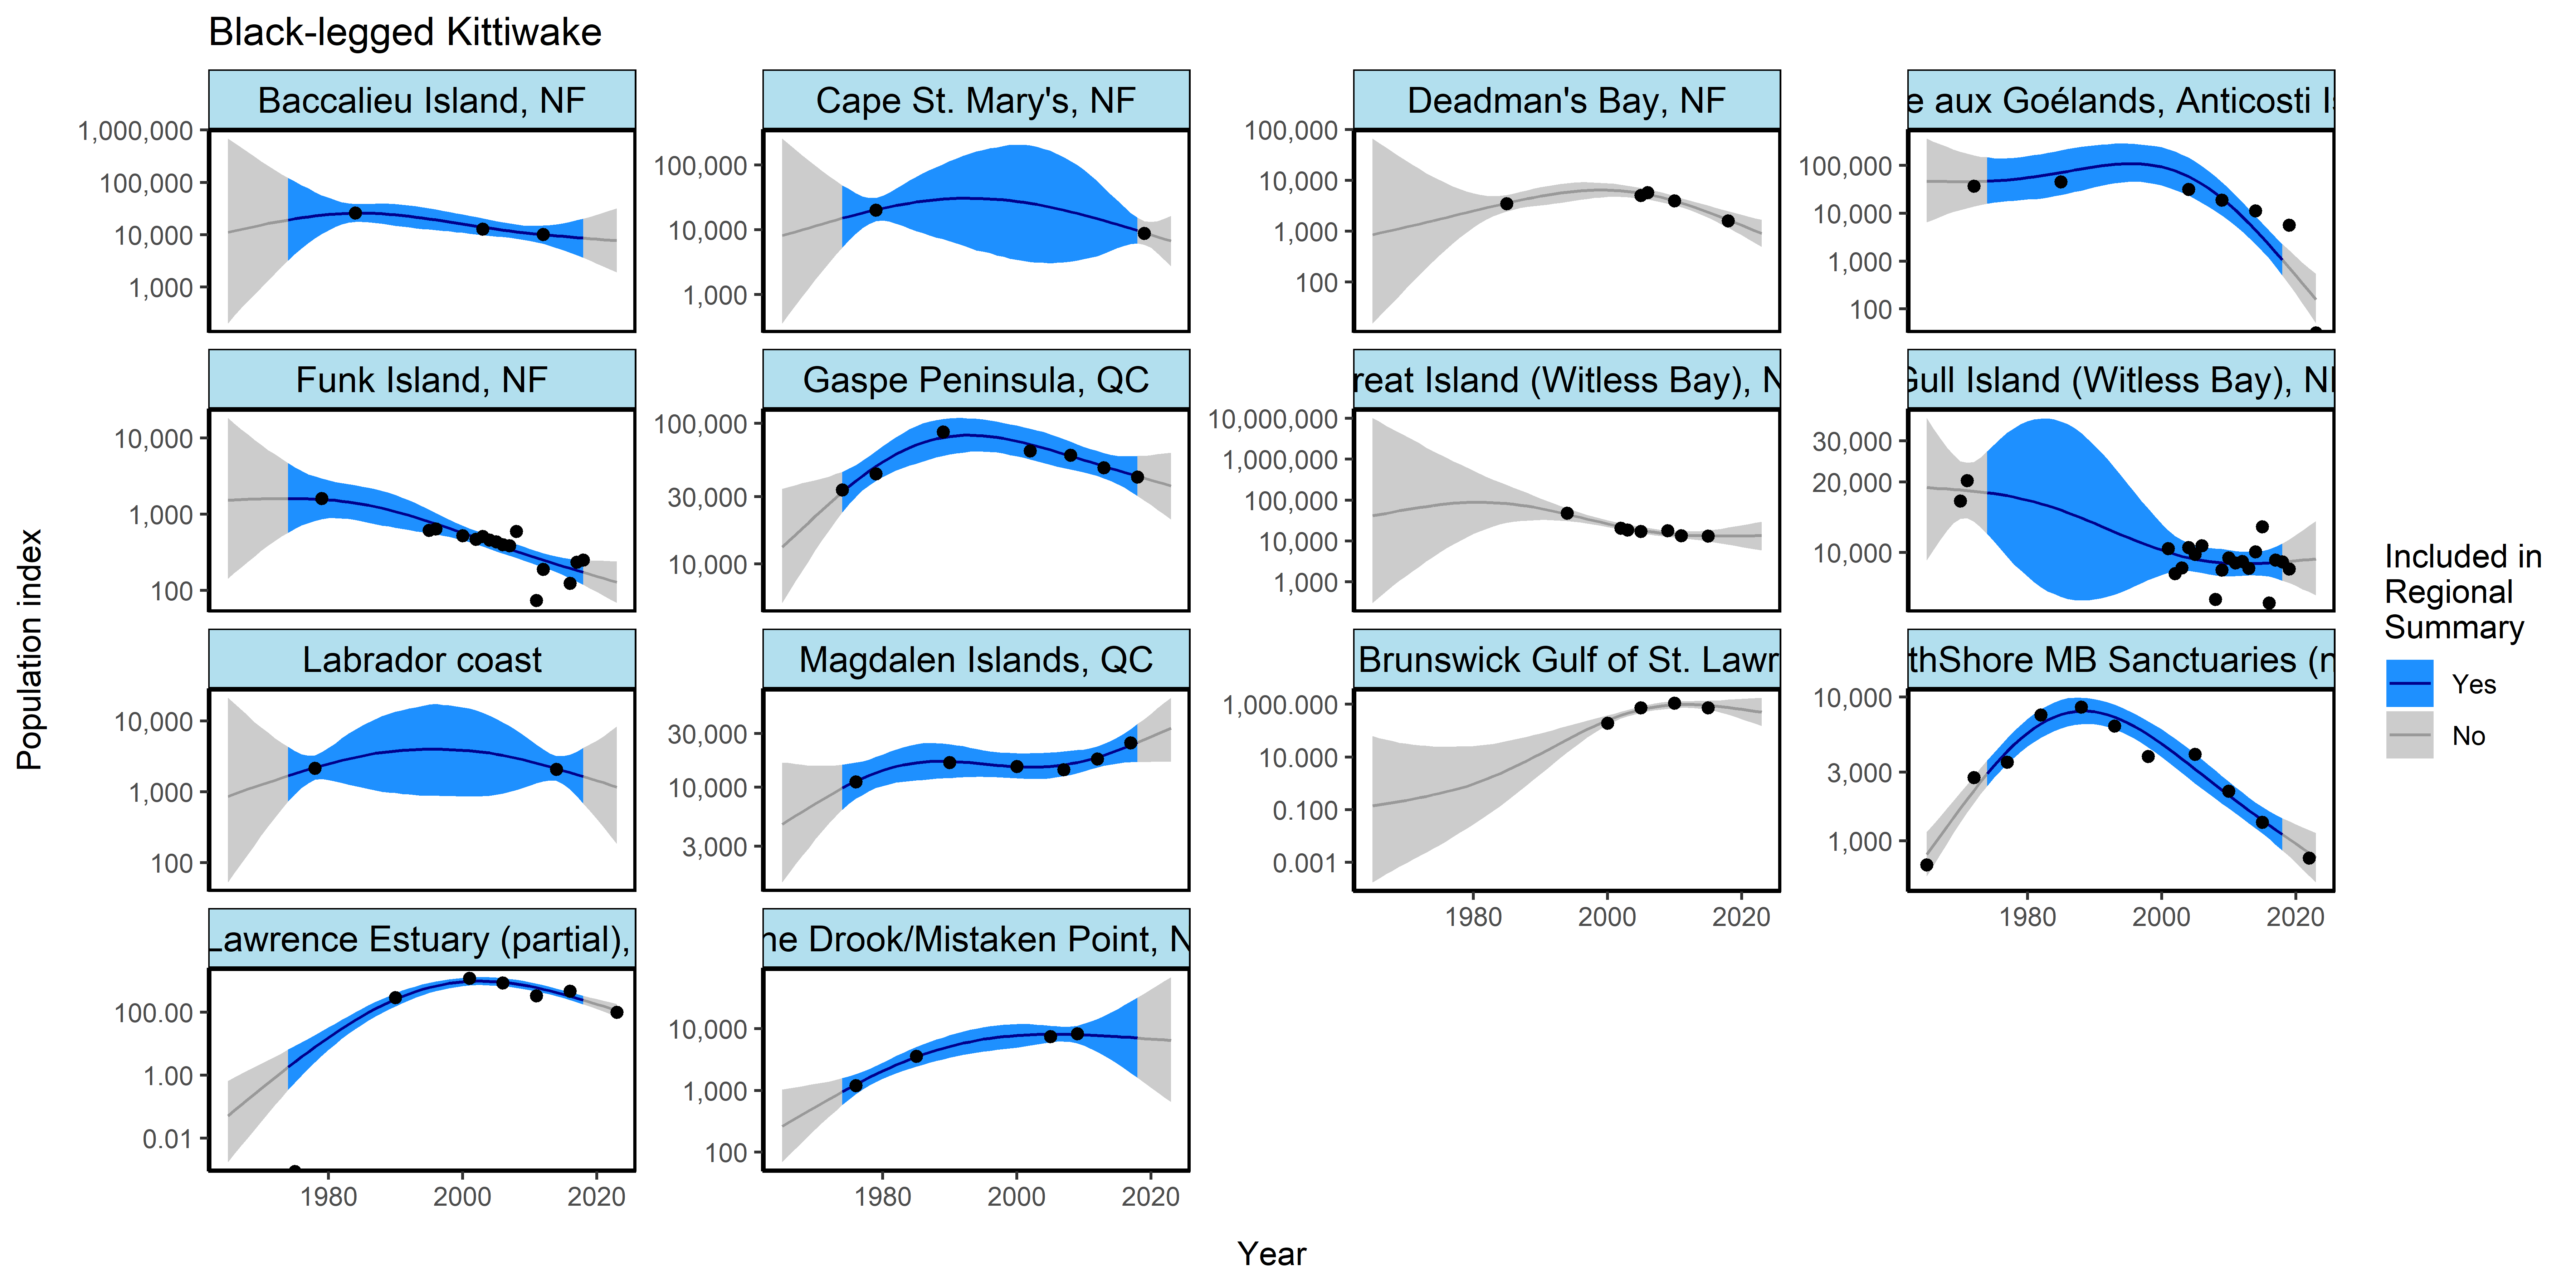 Black-legged Kittiwake
Baccalieu Island, NF
Cape St. Mary's, NF
Deadman's Bay, NF
e aux Goélands, Anticosti Is
1,000,000
100,000
10,000
1,000
100,000
10,000
1,000
100,000
10,000
1,000
100
100,000
10,000
1,000
100
Funk Island, NF
Gaspe Peninsula, QC
reat Island (Witless Bay), N
Gull Island (Witless Bay), NF
10,000
1,000
100
100,000
30,000
10,000
10,000,000
1,000,000
100,000
10,000
1,000
30,000
20,000
10,000
Labrador coast
Magdalen Islands, QC
Brunswick Gulf of St. Lawr
thShore MB Sanctuaries (n
10,000
1,000
100
30,000
10,000
3,000
1,000.000
10.000
0.100
0.001
10,000
3,000
1,000
1980
2000
2020
1980
2000
2020
Lawrence Estuary (partial),
he Drook/Mistaken Point, N
100.00
1.00
0.01
10,000
1,000
100
1980
2000
2020
1980
2000
2020
Population index
Year
Included in
Regional
Summary
Yes
No